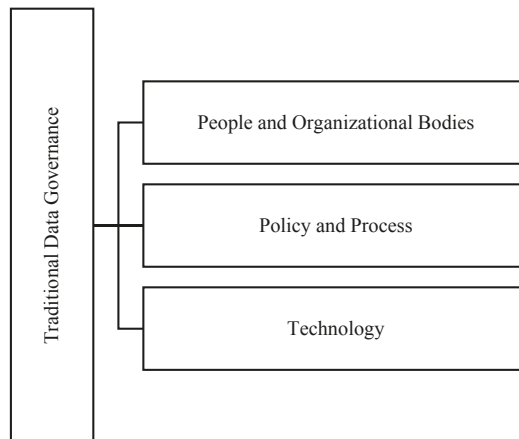 Traditional Data Governance
People and Organizational Bodies
Policy and Process
Technology